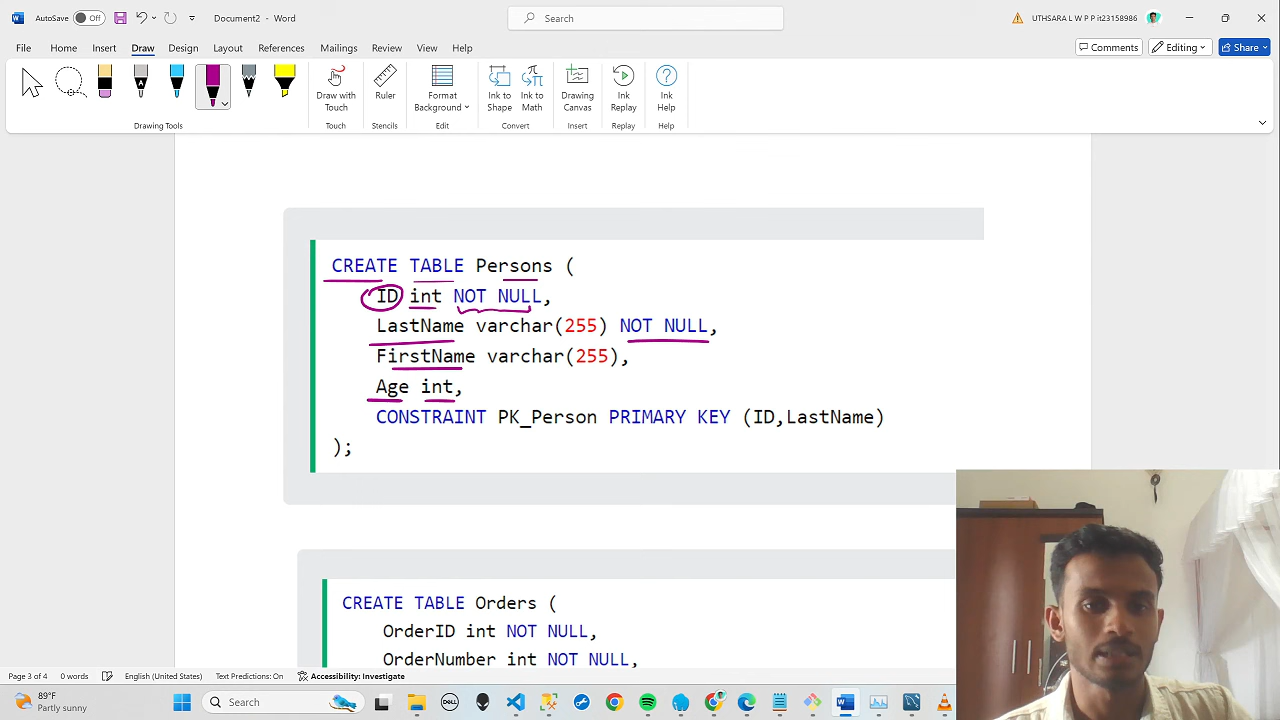 AutoSave Off Document2 - Word Search UTHSARA L W P P it23158986
File Home Insert Draw Design Layout References Mailings Review View Help Comments Editing Share
Draw with Touch Ruler Format Background Ink to Shape Ink to Math Drawing Canvas Ink Replay Ink Help
Drawing Tools Touch Stencils Edit Convert Insert Replay Help
CREATE TABLE Persons (
ID int NOT NULL,
LastName varchar(255) NOT NULL,
FirstName varchar(255),
Age int,
CONSTRAINT PK_Person PRIMARY KEY (ID,LastName)
);
CREATE TABLE Orders (
OrderID int NOT NULL,
OrderNumber int NOT NULL,
Page 3 of 4 0 words English (United States) Text Predictions: On Accessibility: Investigate
89°F
Partly sunny
Search
DELL